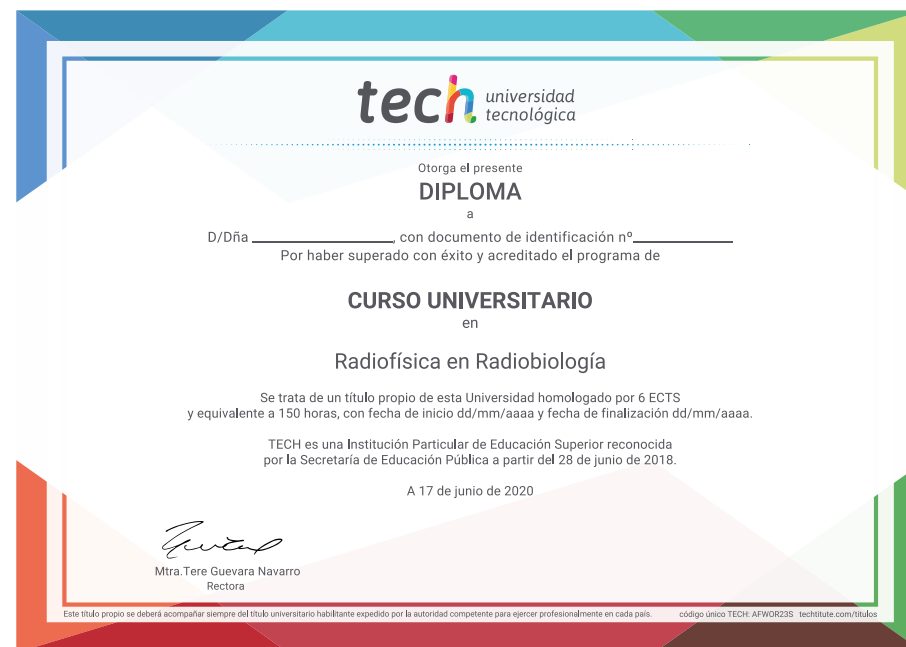 tech universidad
tecnológica
Otorga el presente
DIPLOMA
a
D/Dña ____________________, con documento de identificación nº______________
Por haber superado con éxito y acreditado el programa de
CURSO UNIVERSITARIO
en
Radiofísica en Radiobiología
Se trata de un título propio de esta Universidad homologado por 6 ECTS
y equivalente a 150 horas, con fecha de inicio dd/mm/aaaa y fecha de finalización dd/mm/aaaa.
TECH es una Institución Particular de Educación Superior reconocida
por la Secretaría de Educación Pública a partir del 28 de junio de 2018.
A 17 de junio de 2020
Mtra.Tere Guevara Navarro
Rectora
Este título propio se deberá acompañar siempre del título universitario habilitante expedido por la autoridad competente para ejercer profesionalmente en cada país. código único TECH: AFWOR23S techtitute.com/títulos